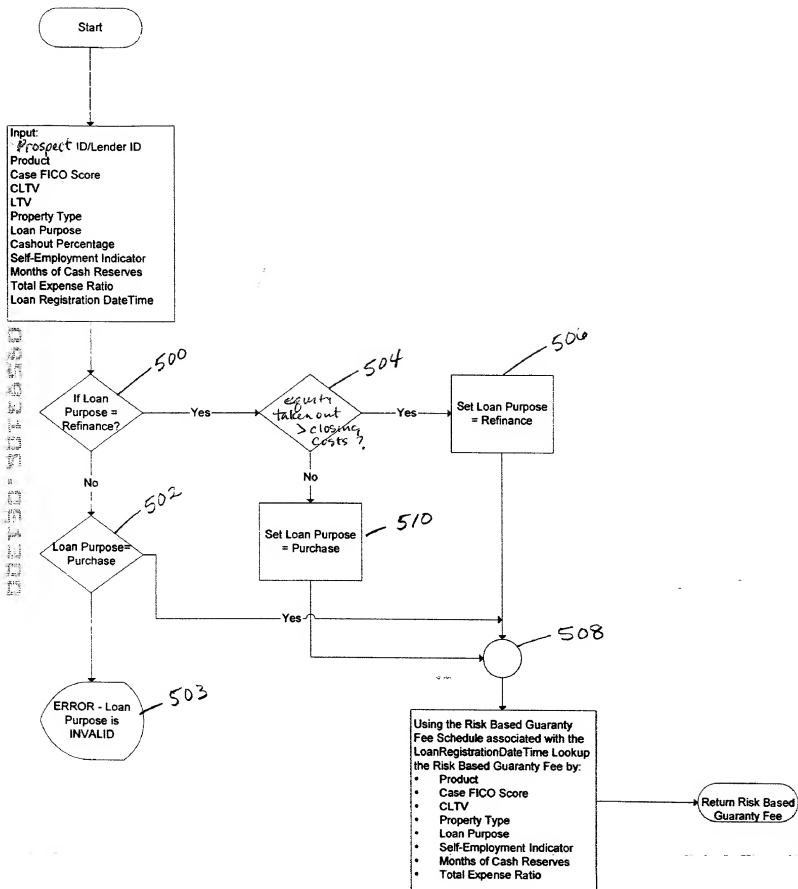 Start
Input:
Prospect ID/Lender ID
Product
Case FICO Score
CLTV
LTV
Property Type
Loan Purpose
Cashout Percentage
Self-Employment Indicator
Months of Cash Reserves
Total Expense Ratio
Loan Registration DateTime
500
If Loan
Purpose =
Refinance?
Yes
504
equity
taken out
> closing
costs ?
Yes
506
Set Loan Purpose
= Refinance
No
502
Loan Purpose=
Purchase
No
510
Set Loan Purpose
= Purchase
Yes
508
503
ERROR - Loan
Purpose is
INVALID
Using the Risk Based Guaranty
Fee Schedule associated with the
LoanRegistrationDateTime Lookup
the Risk Based Guaranty Fee by:
• Product
• Case FICO Score
• CLTV
• Property Type
• Loan Purpose
• Self-Employment Indicator
• Months of Cash Reserves
• Total Expense Ratio
Return Risk Based
Guaranty Fee